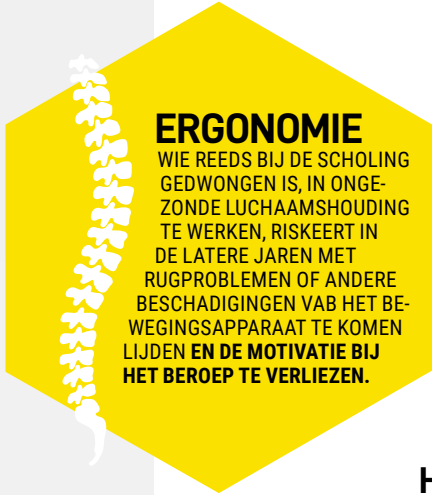 ERGONOMIE
WIE REEDS BIJ DE SCHOLING
GEDWONGEN IS, IN ONGE-
ZONDE LUCHAAMSHOUDING
TE WERKEN, RISKEERT IN
DE LATERE JAREN MET
RUGPROBLEMEN OF ANDERE
BESCHADIGINGEN VAB HET BE-
WEGINGSAPPARAAT TE KOMEN
LIJDEN EN DE MOTIVATIE BIJ
HET BEROEP TE VERLIEZEN.
H